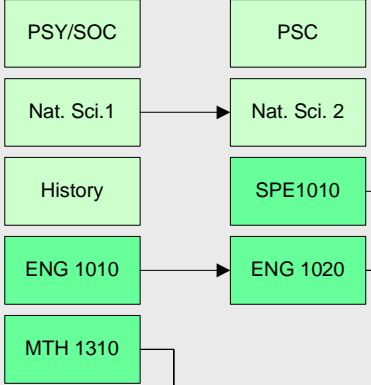 PSY/SOC
PSC
Nat. Sci.1
Nat. Sci. 2
History
SPE1010
ENG 1010
ENG 1020
MTH 1310